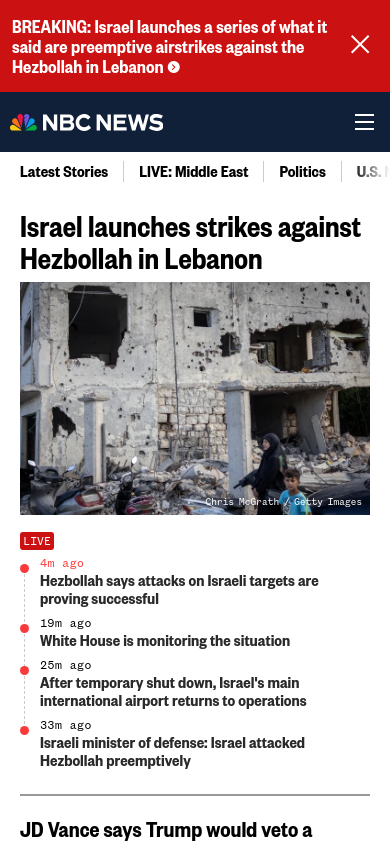 BREAKING: Israel launches a series of what it
said are preemptive airstrikes against the
Hezbollah in Lebanon
NBC NEWS
Latest Stories
LIVE: Middle East
Politics
U.S.
Israel launches strikes against
Hezbollah in Lebanon
Chris McGrath / Getty Images
LIVE
4m ago
Hezbollah says attacks on Israeli targets are
proving successful
19m ago
White House is monitoring the situation
25m ago
After temporary shut down, Israel's main
international airport returns to operations
33m ago
Israeli minister of defense: Israel attacked
Hezbollah preemptively
JD Vance says Trump would veto a